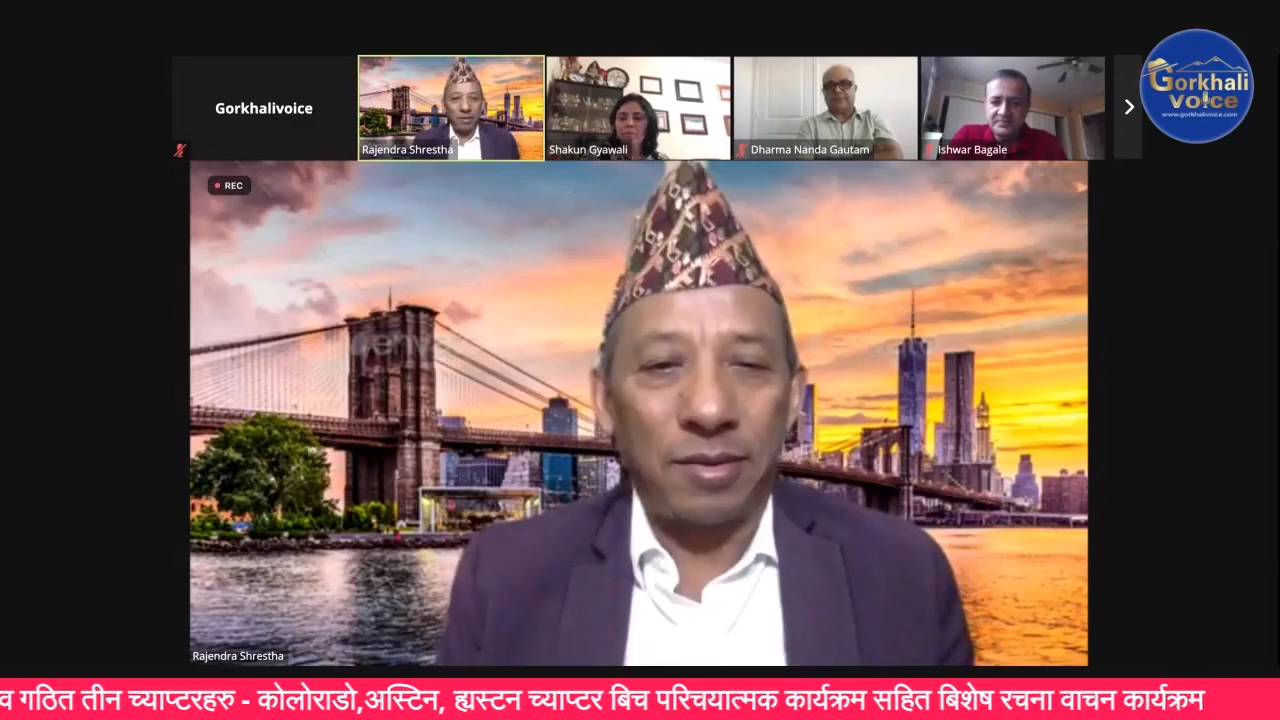 Gorkhalivoice
Rajendra Shrestha
Shakun Gyawali
Dharma Nanda Gautam
Ishwar Bagale
Gorkhali
Voice
www.gorkhalivoice.com
REC
Rajendra Shrestha
गठित तीन च्याप्टरहरु - कोलोराडो,अस्टिन, ह्यस्टन च्याप्टर बिच परिचयात्मक कार्यक्रम सहित बिशेष रचना वाचन कार्यक्रम